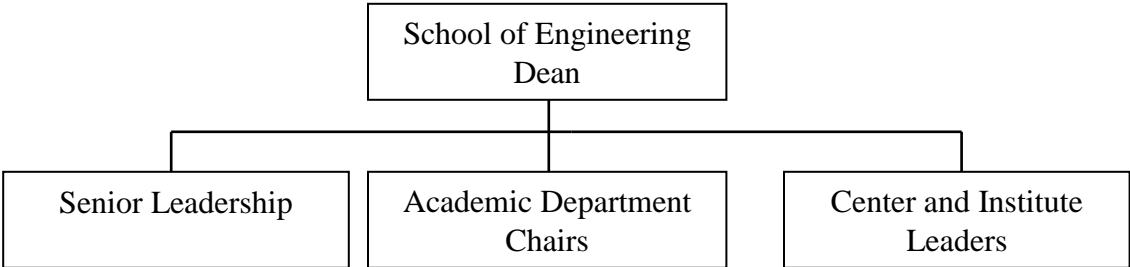 School of Engineering
Dean
Senior Leadership
Academic Department
Chairs
Center and Institute
Leaders